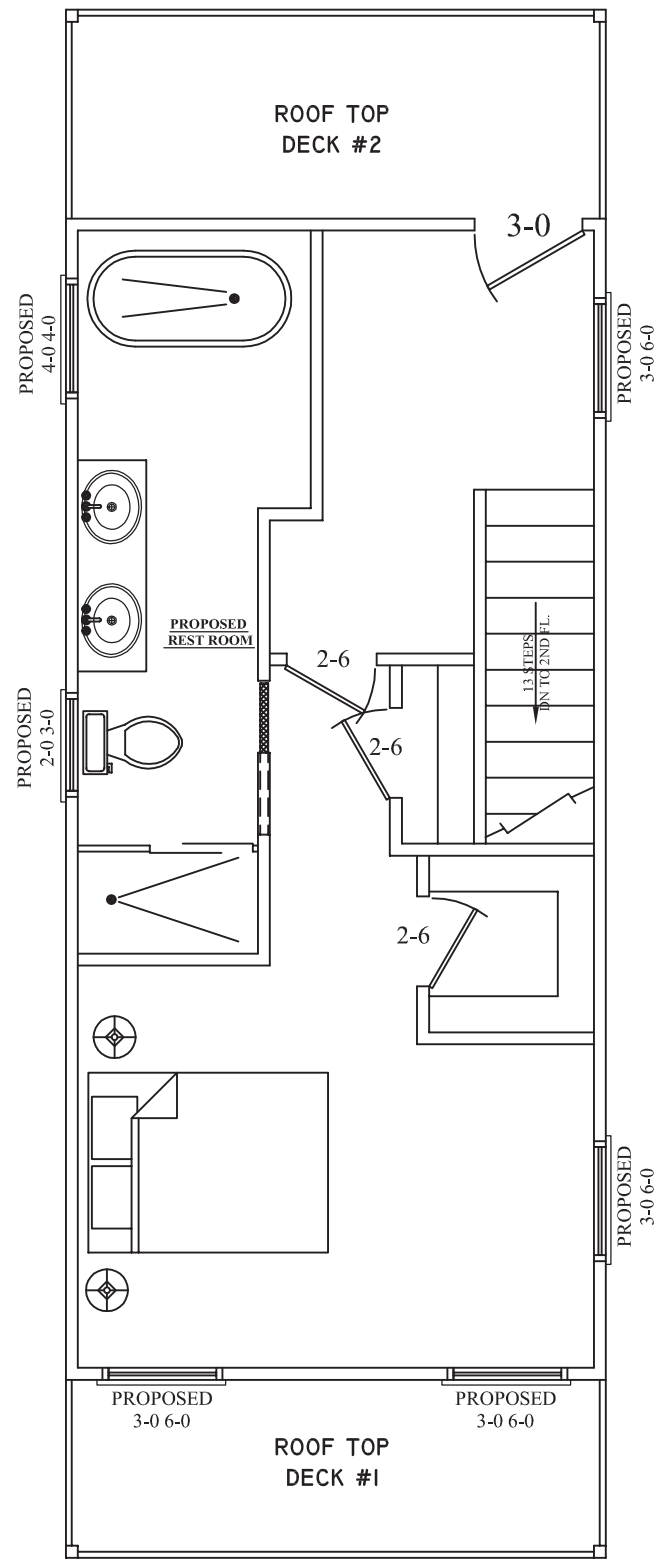 ROOF TOP
DECK #2
3-0
PROPOSED
4-0 4-0
PROPOSED
3-0 6-0
PROPOSED
REST ROOM
13 STEPS
DN TO 2ND FL.
2-6
PROPOSED
2-0 3-0
2-6
2-6
PROPOSED
3-0 6-0
PROPOSED
3-0 6-0
PROPOSED
3-0 6-0
ROOF TOP
DECK #1